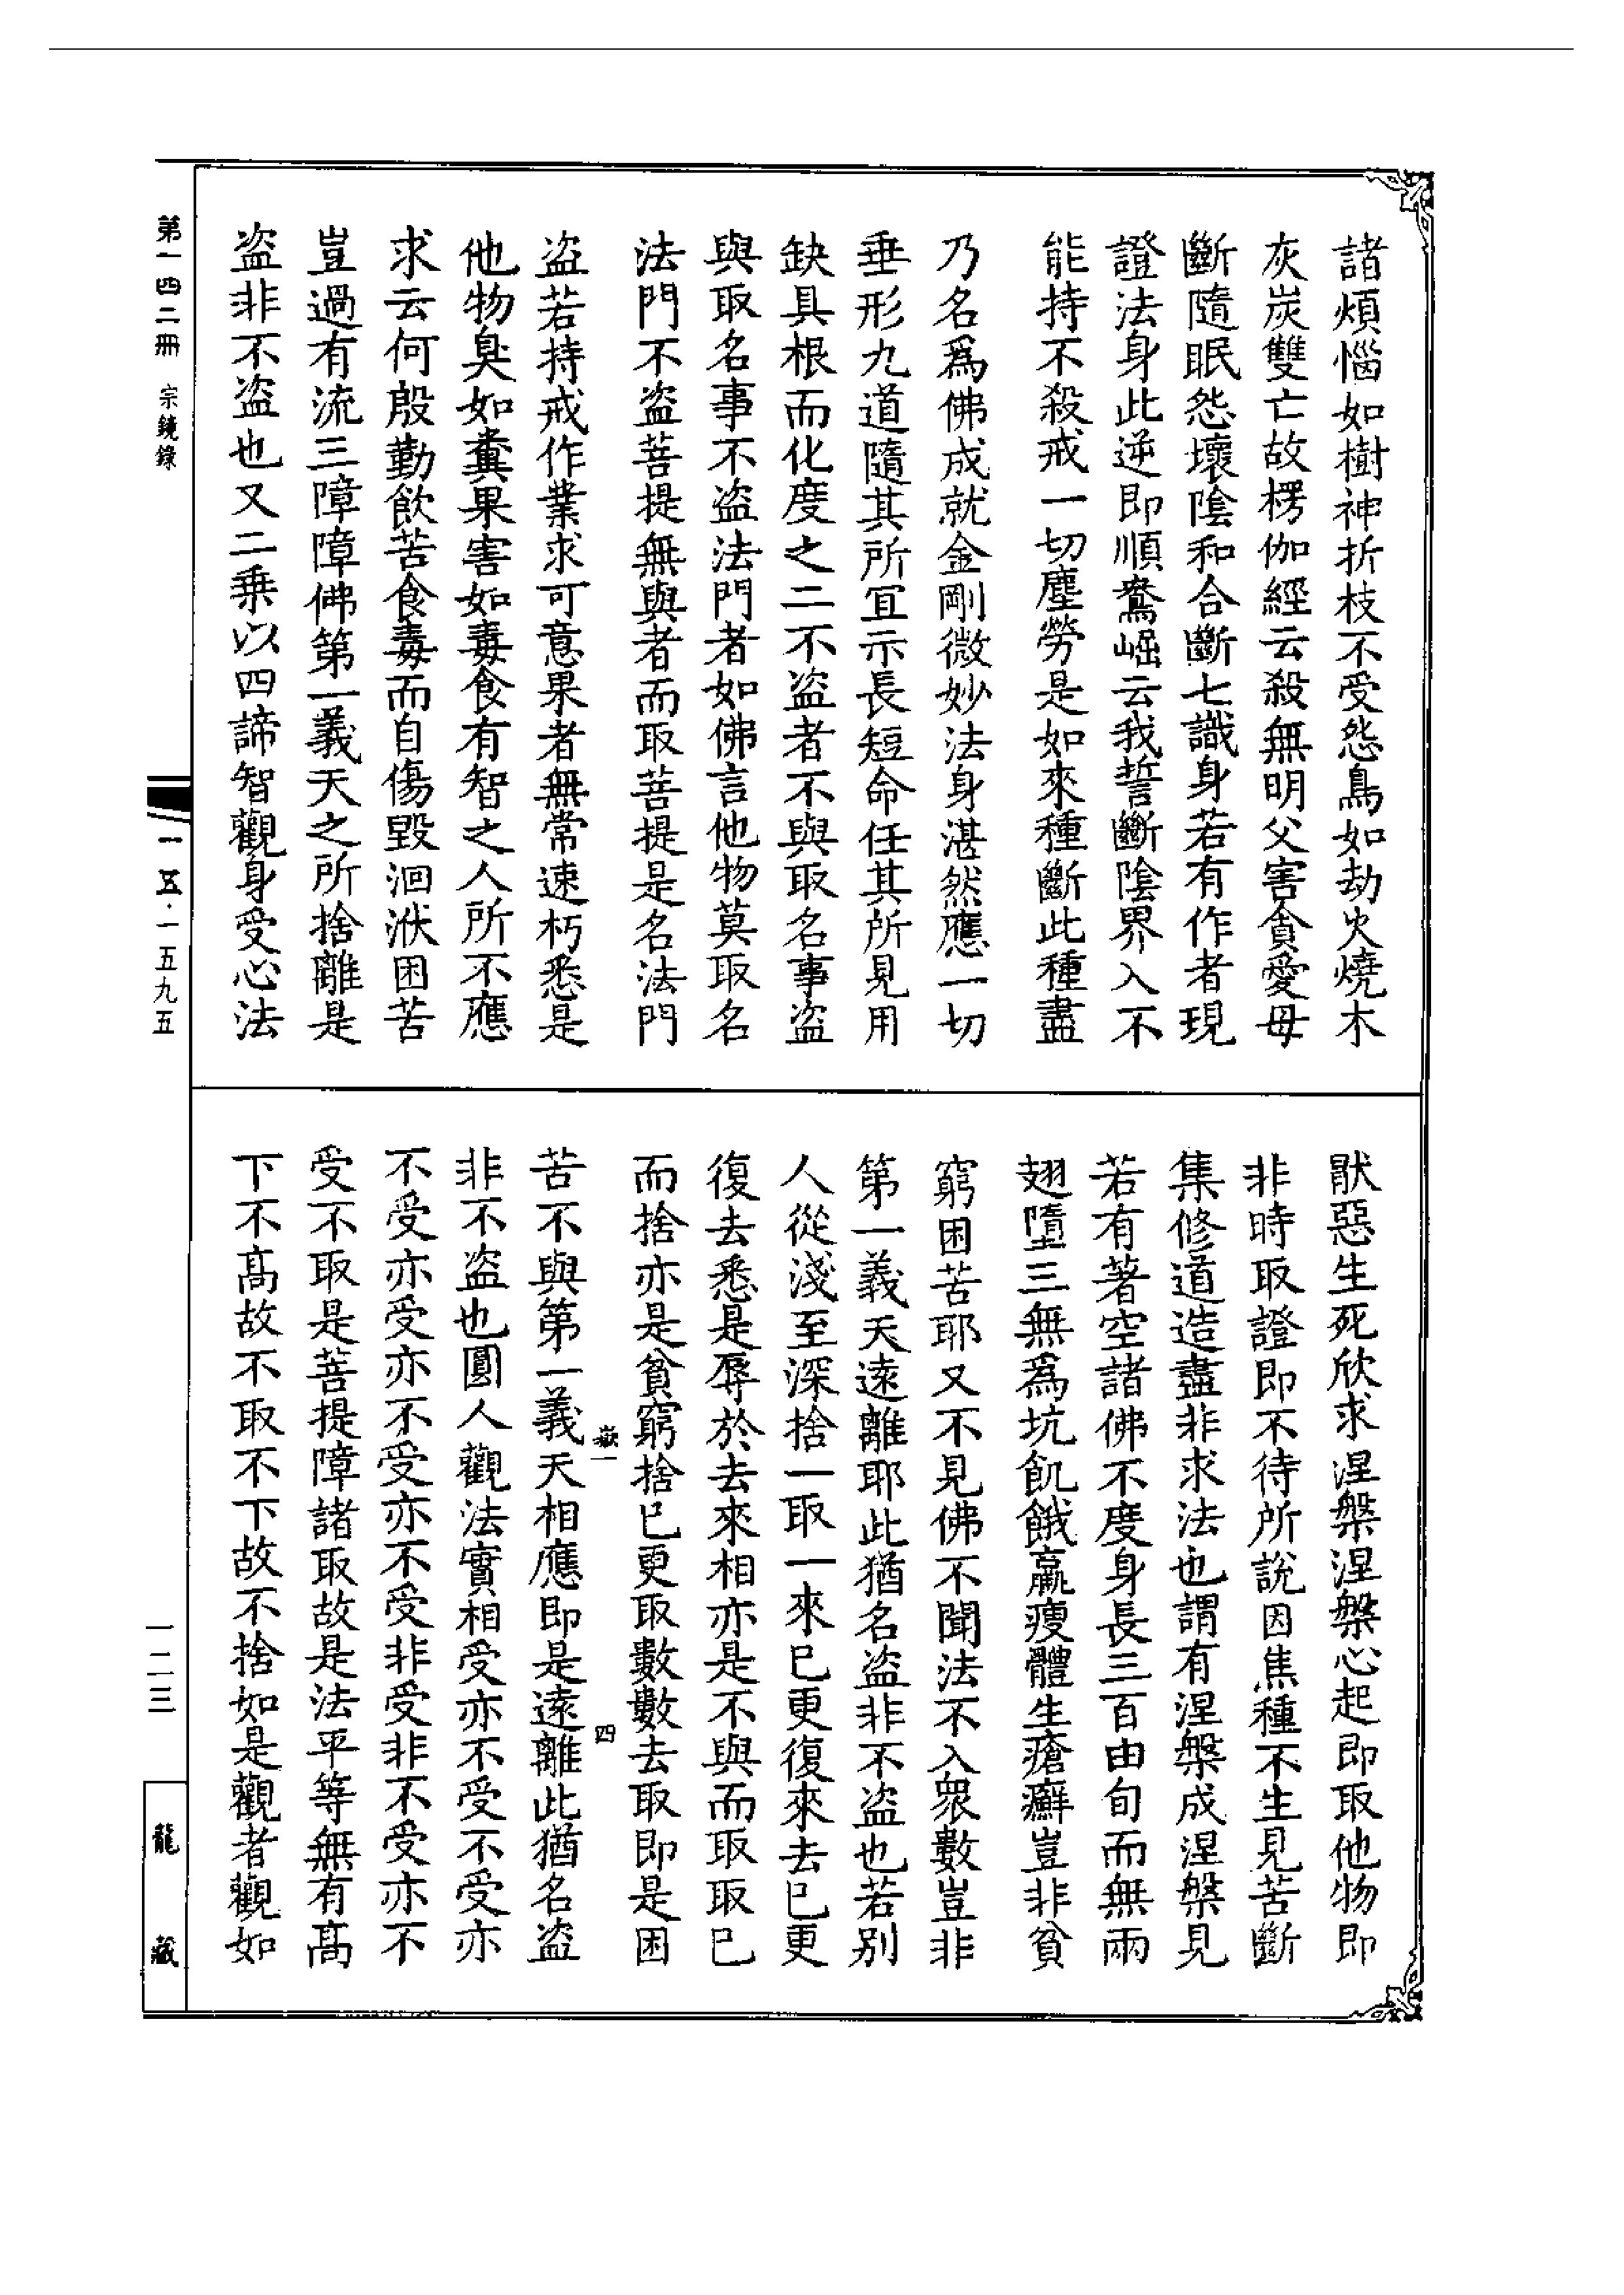 諸煩惱如樹神折枝不受怨鳥如劫火燒木
灰炭雙亡故楞伽經云殺無明父害貪愛母
斷隨眠怨壞陰和合斷七識身若有作者現
證法身此逆即順鴦崛云我誓斷陰界入不
能持不殺戒一切塵勞是如來種斷此種盡
乃名爲佛成就金剛微妙法身湛然應一切
垂形九道隨其所宜示長短命任其所見用
缺具根而化度之二不盜者不與取名事盜
與取名事不盜法門者如佛言他物莫取名
法門不盜菩提無與者而取菩提是名法門
盜若持戒作業求可意果者無常速朽悉是
他物臭如糞果害如毒食有智之人所不應
求云何殷勤飲苦食毒而自傷毀洄洑困苦
豈過有流三障障佛第一義天之所捨離是
盜非不盜也又二乘以四諦智觀身受心法
猒惡生死欣求涅槃涅槃心起即取他物即
非時取證即不待所說因焦種不生見苦斷
集修道造盡非求法也謂有涅槃成涅槃見
若有著空諸佛不度身長三百由旬而無兩
翅墮三無爲坑飢餓羸瘦體生瘡癬豈非貧
窮困苦耶又不見佛不聞法不入眾數豈非
第一義天遠離耶此猶名盜非不盜也若別
人從淺至深捨一取一來已更復來去已更
復去悉是辱於去來相亦是不與而取取已
而捨亦是貧窮捨已更取數數去取即是困
苦不與第一義天相應即是遠離此猶名盜
非不盜也圓人觀法實相受亦不受不受亦
不受亦受亦不受亦不受非受非不受亦不
受不取是菩提障諸取故是法平等無有高
下不高故不取不下故不捨如是觀者觀如
嶽一
四
第一四二冊 宗鏡錄
一五·一五九五
一二三
龍藏